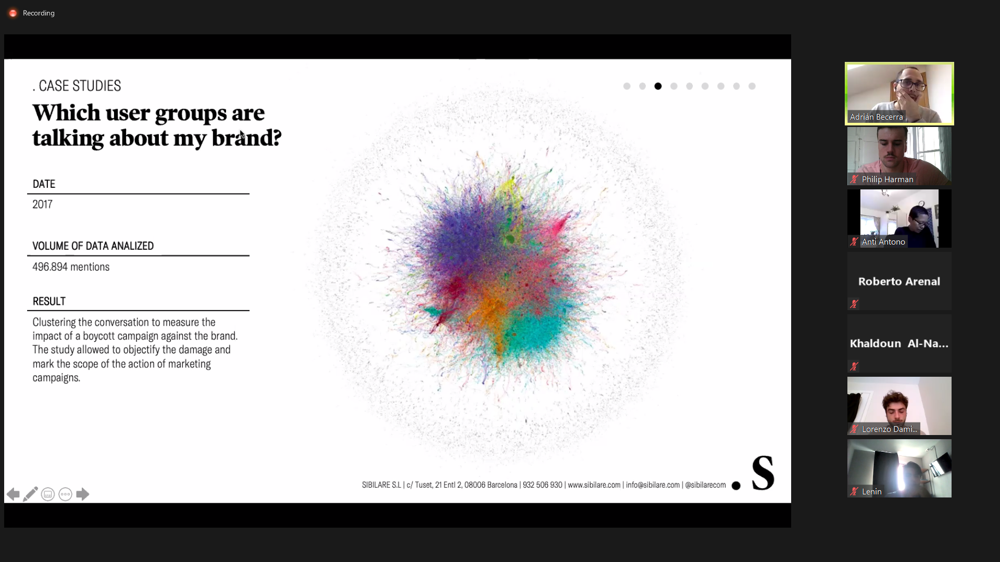 Recording
. CASE STUDIES
Which user groups are
talking about my brand?
DATE
2017
VOLUME OF DATA ANALIZED
496.894 mentions
RESULT
Clustering the conversation to measure the
impact of a boycott campaign against the brand.
The study allowed to objectify the damage and
mark the scope of the action of marketing
campaigns.
SIBILARE S.L | c/ Tuset, 21 Entl 2, 08006 Barcelona | 932 506 930 | www.sibilare.com | info@sibilare.com | @sibilarecom
. S
Adrián Becerra
Philip Harman
Anti Antono
Roberto Arenal
Khaldoun Al-Na...
Lorenzo Dami...
Lenin